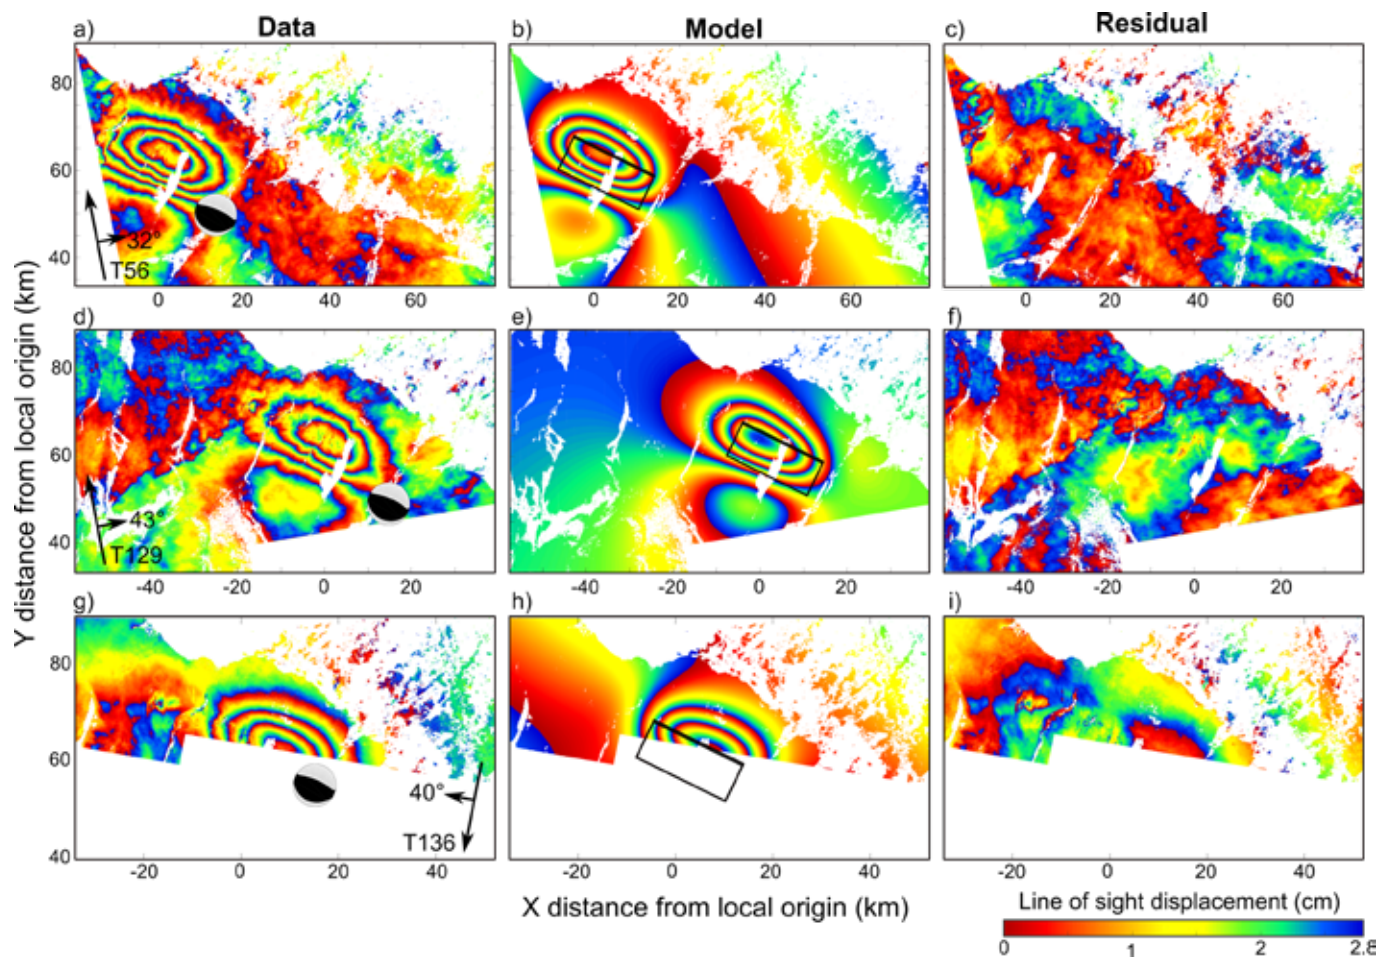 Data
Model
Residual
a)
b)
c)
80
60
40
32°
T56
0
20
40
60
0
20
40
60
0
20
40
60
d)
e)
f)
80
60
40
43°
T129
-40
-20
0
20
-40
-20
0
20
-40
-20
0
20
g)
h)
i)
80
60
40
40°
T136
-20
0
20
40
-20
0
20
40
-20
0
20
40
Y distance from local origin (km)
X distance from local origin (km)
Line of sight displacement (cm)
0
1
2
2.8